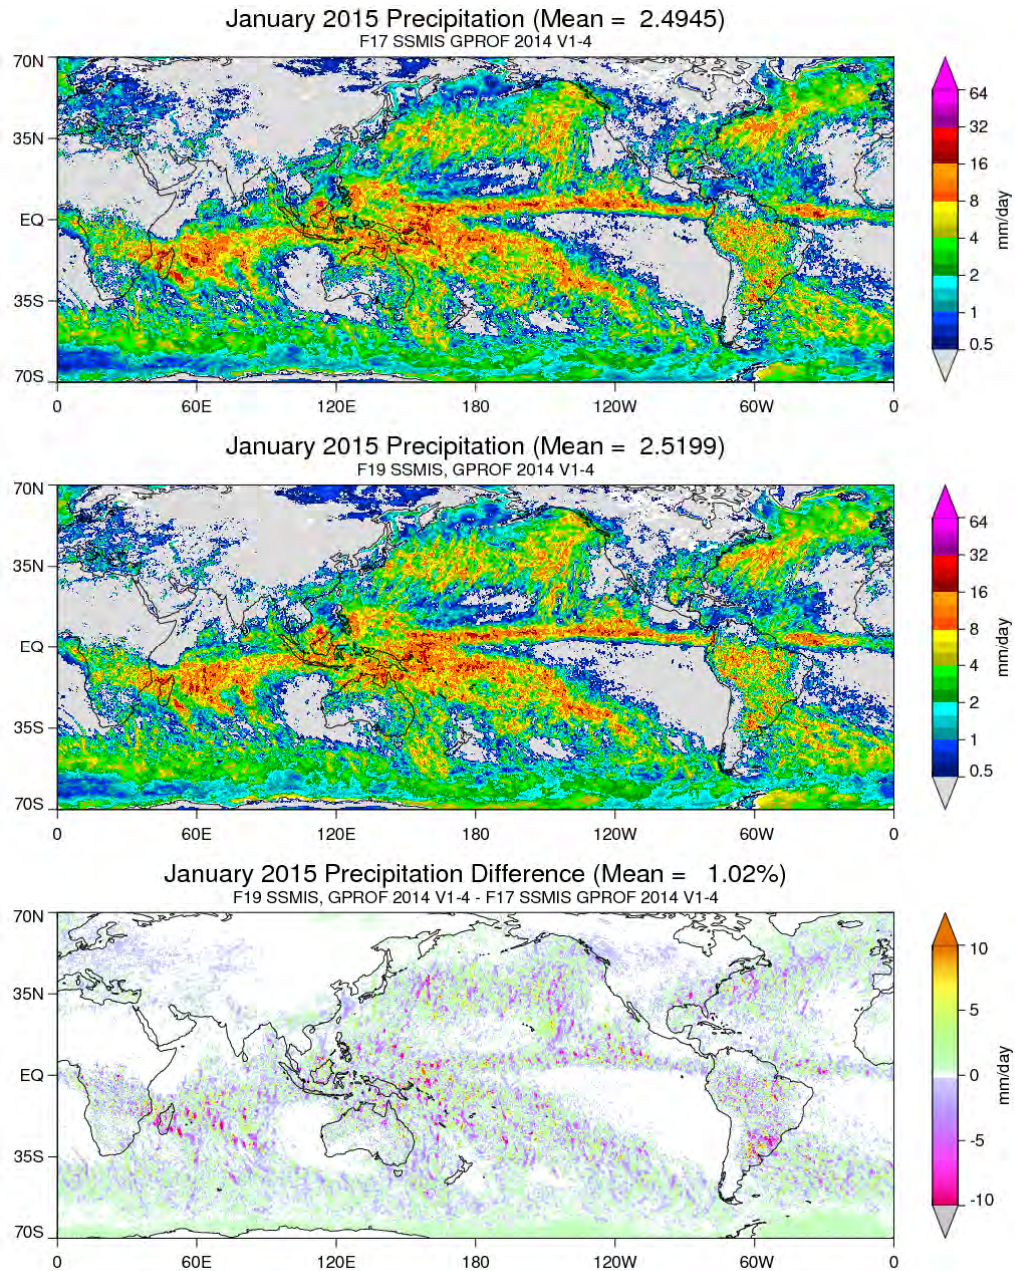 January 2015 Precipitation (Mean = 2.4945)
F17 SSMIS GPROF 2014 V1-4
70N
35N
EQ
35S
70S
0
60E
120E
180
120W
60W
0
64
32
16
8
4
2
1
0.5
mm/day
January 2015 Precipitation (Mean = 2.5199)
F19 SSMIS, GPROF 2014 V1-4
70N
35N
EQ
35S
70S
0
60E
120E
180
120W
60W
0
64
32
16
8
4
2
1
0.5
mm/day
January 2015 Precipitation Difference (Mean = 1.02%)
F19 SSMIS, GPROF 2014 V1-4 - F17 SSMIS GPROF 2014 V1-4
70N
35N
EQ
35S
70S
0
60E
120E
180
120W
60W
0
10
5
0
-5
-10
mm/day